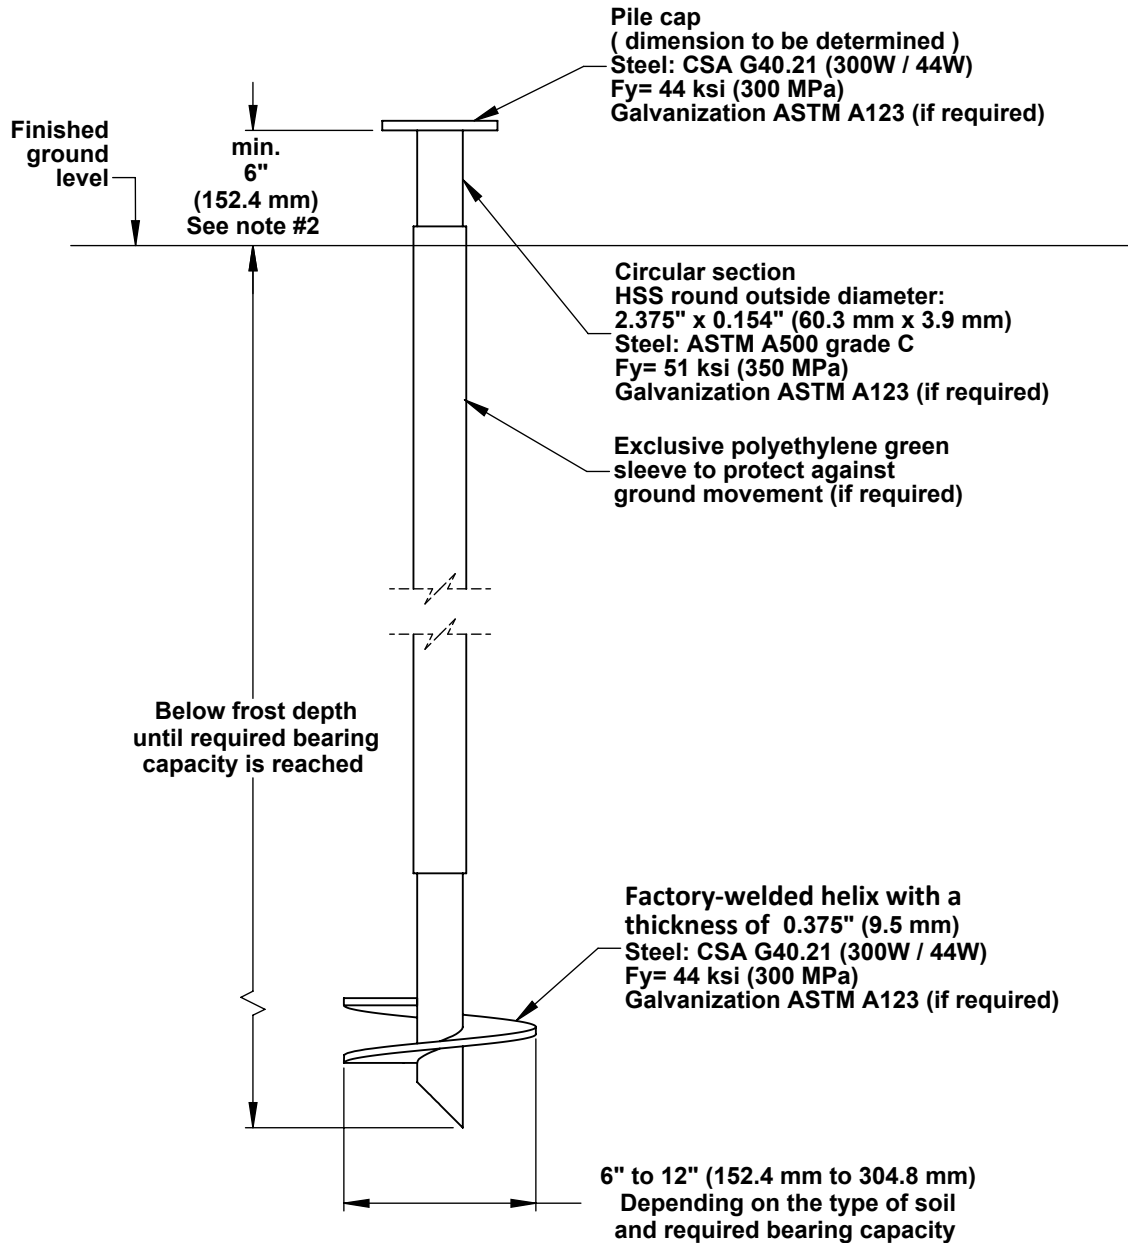 Pile cap
( dimension to be determined )
Steel: CSA G40.21 (300W / 44W)
Fy= 44 ksi (300 MPa)
Galvanization ASTM A123 (if required)
Finished
ground
level
min.
6"
(152.4 mm)
See note #2
Circular section
HSS round outside diameter:
2.375" x 0.154" (60.3 mm x 3.9 mm)
Steel: ASTM A500 grade C
Fy= 51 ksi (350 MPa)
Galvanization ASTM A123 (if required)
Exclusive polyethylene green
sleeve to protect against
ground movement (if required)
Below frost depth
until required bearing
capacity is reached
Factory-welded helix with a
thickness of 0.375" (9.5 mm)
Steel: CSA G40.21 (300W / 44W)
Fy= 44 ksi (300 MPa)
Galvanization ASTM A123 (if required)
6" to 12" (152.4 mm to 304.8 mm)
Depending on the type of soil
and required bearing capacity